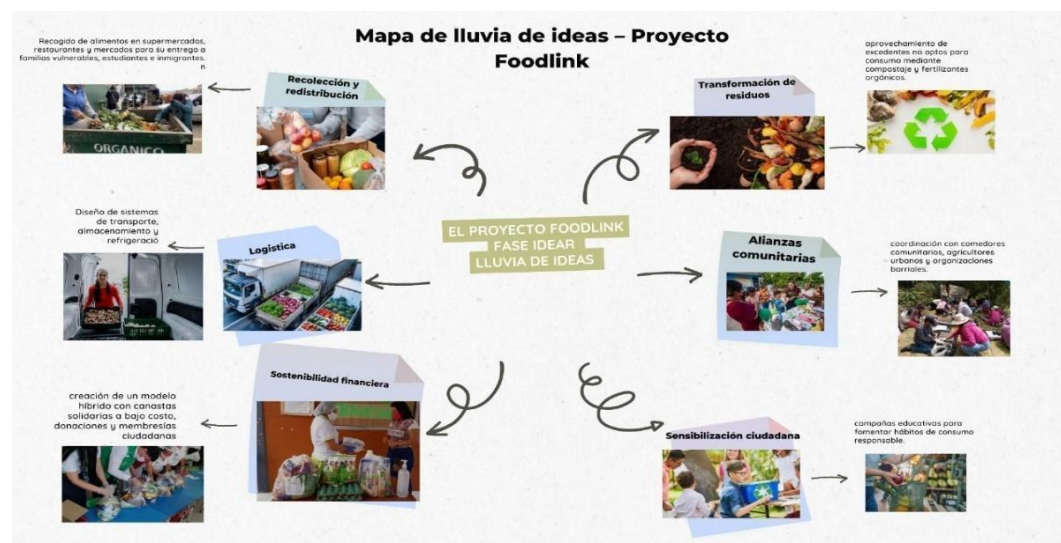 Mapa de lluvia de ideas – Proyecto
Foodlink
Recogida de alimentos en supermercados,
restaurantes y mercados para su entrega a
familias vulnerables, estudiantes e inmigrantes.
n
Recolección y
redistribución
ORGANICO
Transformación de
residuos
aprovechamiento de
excedentes no aptos para
consumo mediante
compostaje y fertilizantes
orgánicos.
EL PROYECTO FOODLINK
FASE IDEAR
LLUVIA DE IDEAS
Diseño de sistemas
de transporte,
almacenamiento y
refrigeració
Logistica
Alianzas
comunitarias
coordinación con comedores
comunitarios, agricultores
urbanos y organizaciones
barriales.
Sostenibilidad financiera
creación de un modelo
híbrido con canastas
solidarias a bajo costo,
donaciones y membresías
ciudadanas
Sensibilización ciudadana
campañas educativas para
fomentar hábitos de consumo
responsable.